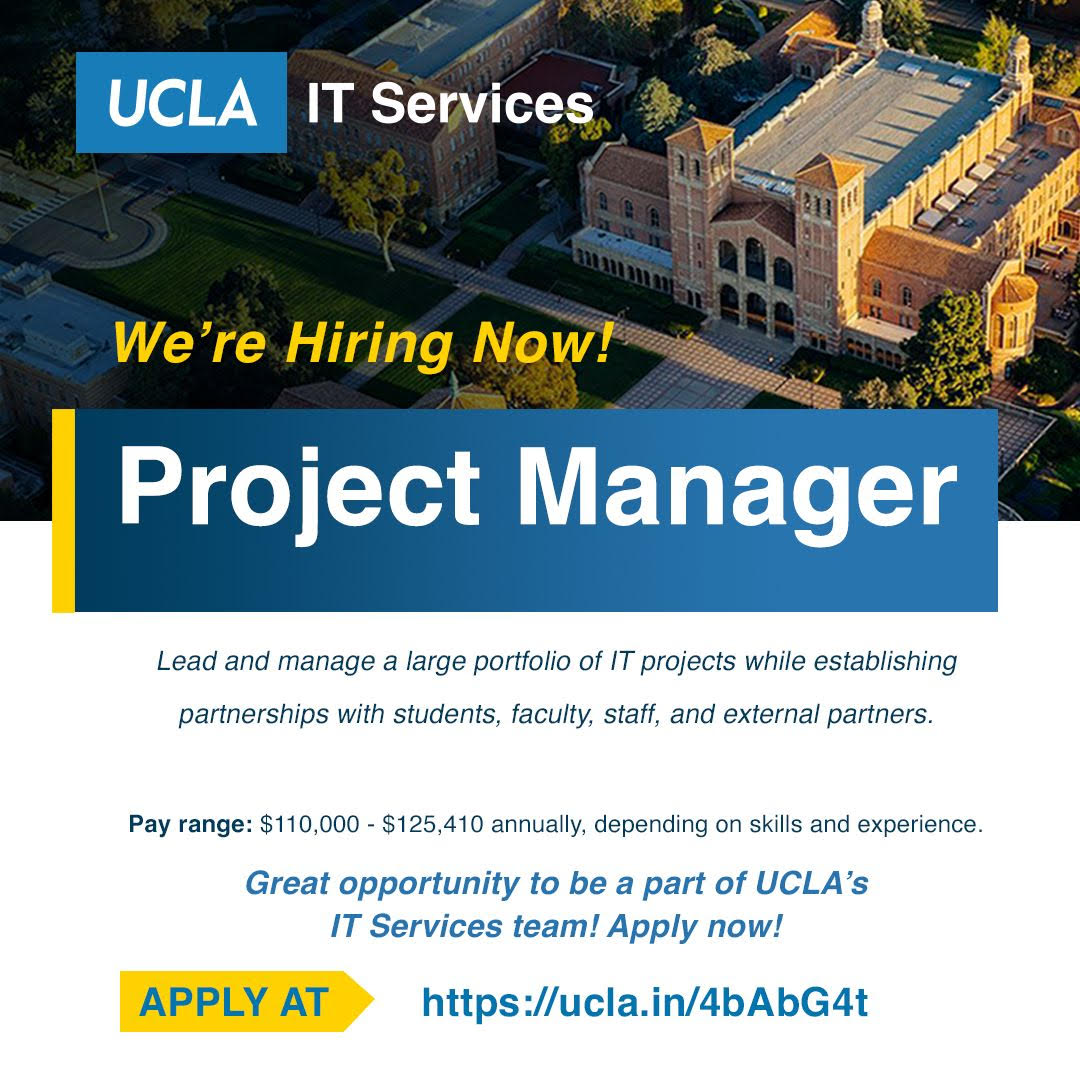 UCLA IT Services
We’re Hiring Now!
Project Manager
Lead and manage a large portfolio of IT projects while establishing
partnerships with students, faculty, staff, and external partners.
Pay range: $110,000 - $125,410 annually, depending on skills and experience.
Great opportunity to be a part of UCLA’s
IT Services team! Apply now!
APPLY AT https://ucla.in/4bAbG4t